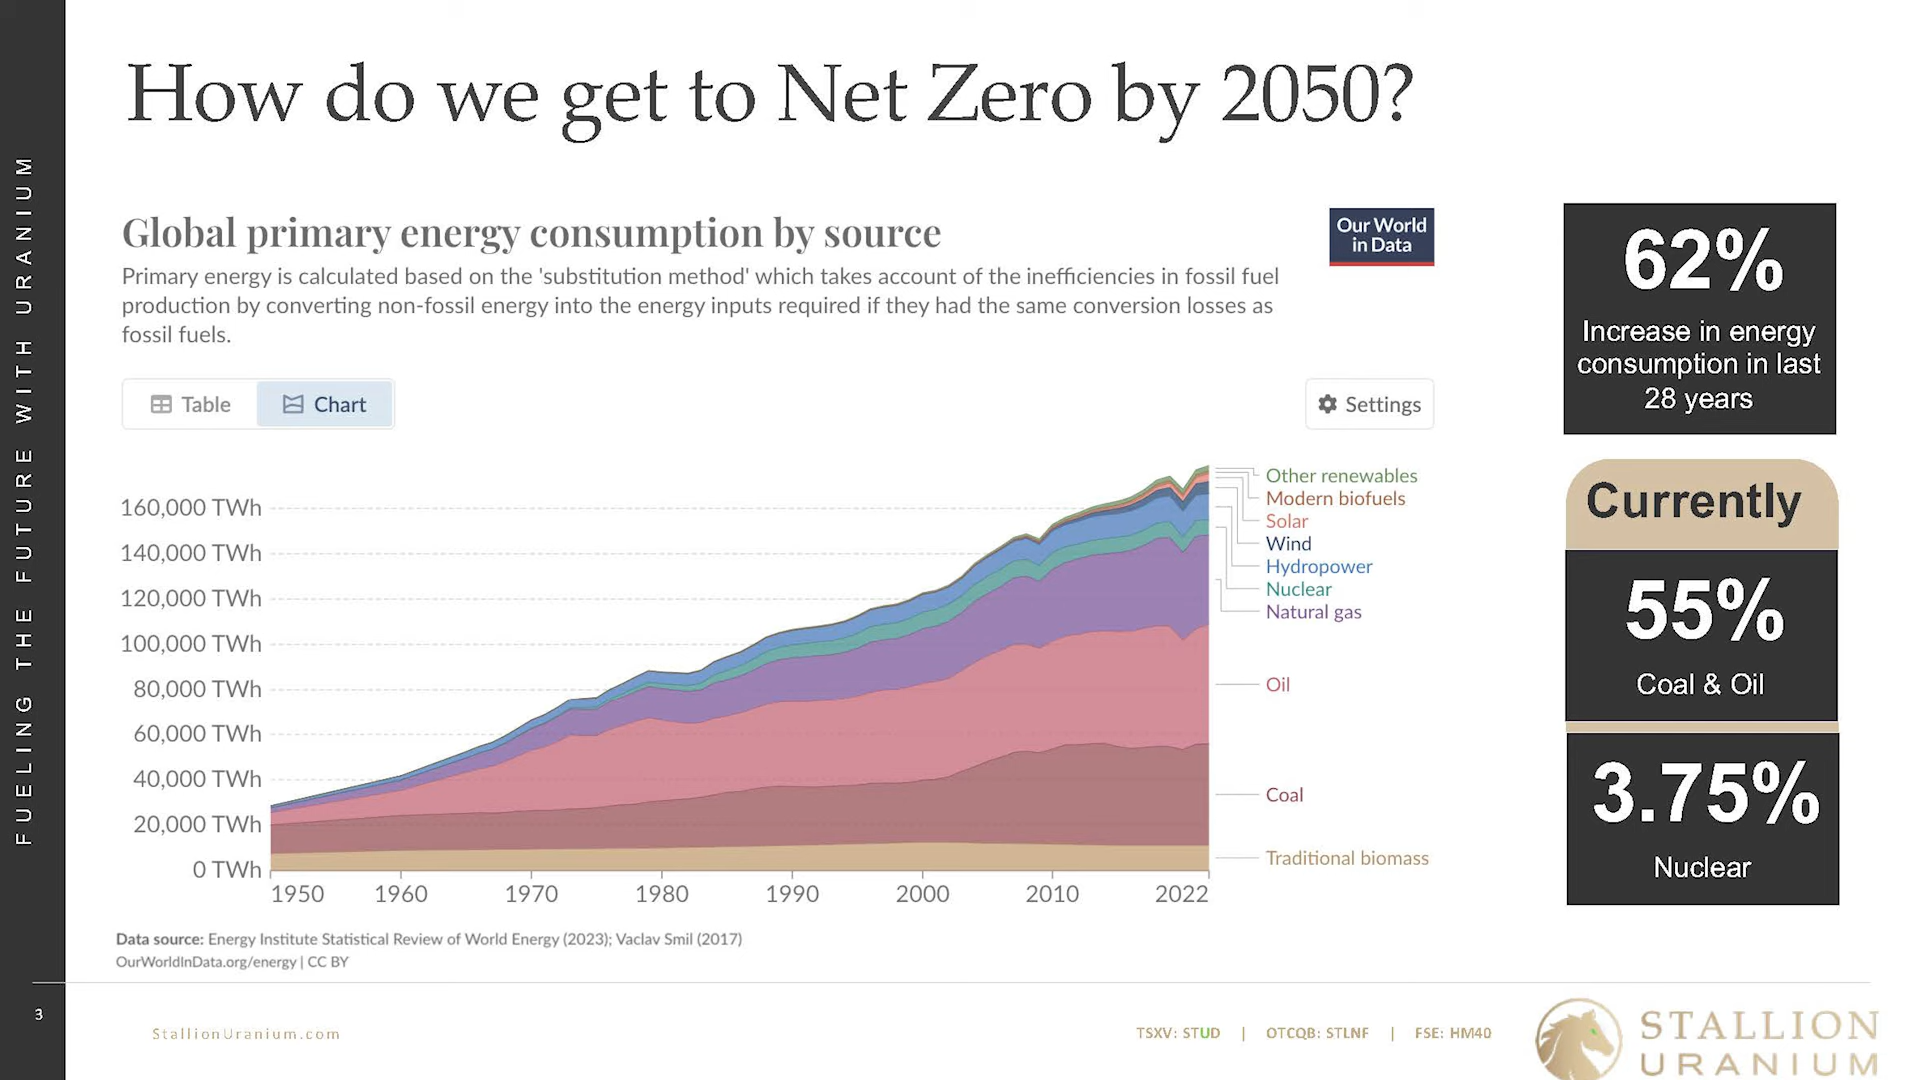 FUELING THE FUTURE WITH URANIUM
How do we get to Net Zero by 2050?
Global primary energy consumption by source
Our World
in Data
Primary energy is calculated based on the 'substitution method' which takes account of the inefficiencies in fossil fuel
production by converting non-fossil energy into the energy inputs required if they had the same conversion losses as
fossil fuels.
Table
Chart
Settings
160,000 TWh
140,000 TWh
120,000 TWh
100,000 TWh
80,000 TWh
60,000 TWh
40,000 TWh
20,000 TWh
0 TWh
1950 1960 1970 1980 1990 2000 2010 2022
Other renewables
Modern biofuels
Solar
Wind
Hydropower
Nuclear
Natural gas
Oil
Coal
Traditional biomass
Data source: Energy Institute Statistical Review of World Energy (2023); Vaclav Smil (2017)
OurWorldInData.org/energy | CC BY
62%
Increase in energy
consumption in last
28 years
Currently
55%
Coal & Oil
3.75%
Nuclear
3
StallionUranium.com
TSXV: STUD | OTCQB: STLNF | FSE: HM40
STALLION
URANIUM